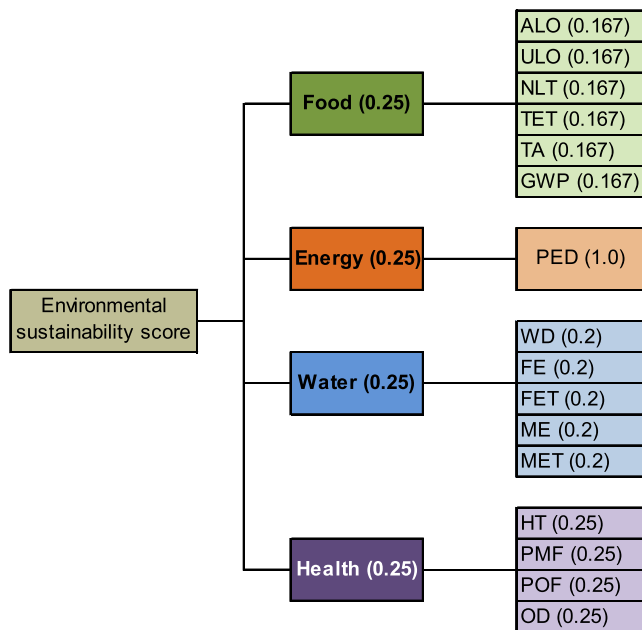 Environmental
sustainability score
Food (0.25)
ALO (0.167)
ULO (0.167)
NLT (0.167)
TET (0.167)
TA (0.167)
GWP (0.167)
Energy (0.25)
PED (1.0)
Water (0.25)
WD (0.2)
FE (0.2)
FET (0.2)
ME (0.2)
MET (0.2)
Health (0.25)
HT (0.25)
PMF (0.25)
POF (0.25)
OD (0.25)